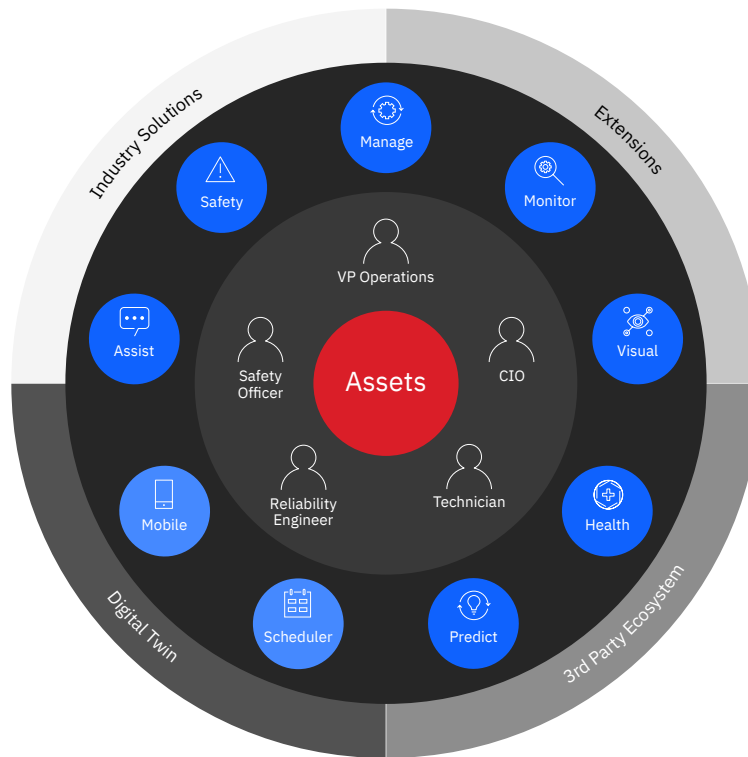 Industry Solutions
Extensions
Manage
Safety
Monitor
VP Operations
Assist
Safety
Officer
Assets
CIO
Visual
Mobile
Reliability
Engineer
Technician
Health
Scheduler
Predict
Digital Twin
3rd Party Ecosystem